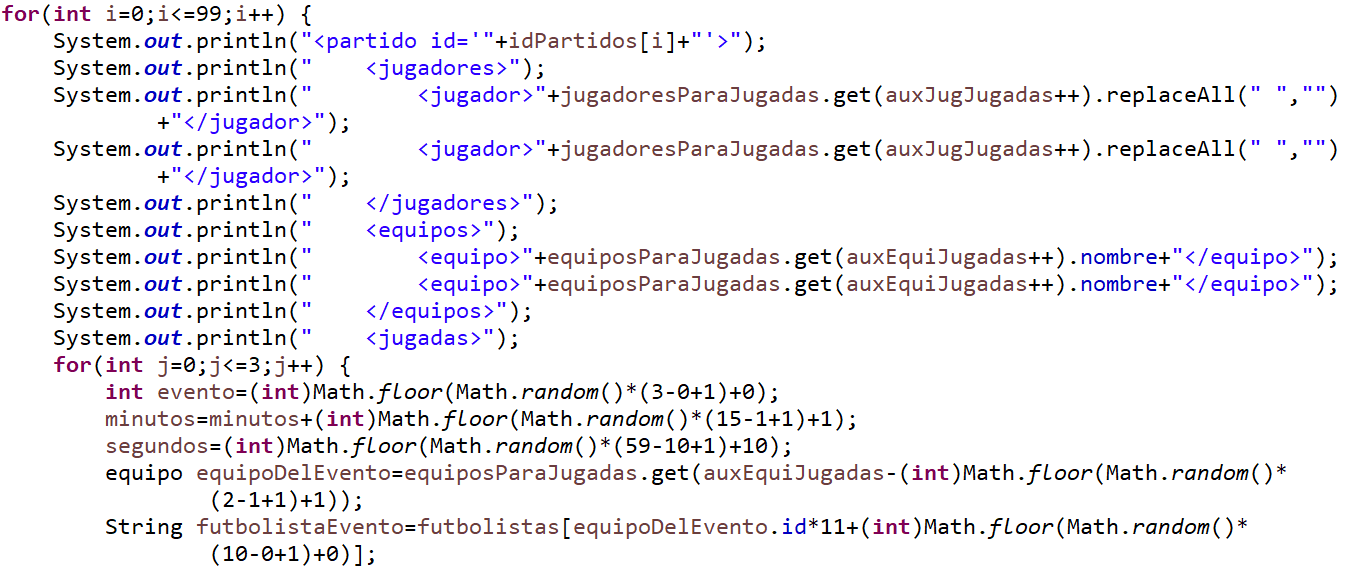 for(int i=0;i<=99;i++) {
    System.out.println("<partido id='"+idPartidos[i]+"'>");
    System.out.println("    <jugadores>");
    System.out.println("        <jugador>"+jugadoresParaJugadas.get(auxJugJugadas++).replaceAll(" ","")
            +"</jugador>");
    System.out.println("        <jugador>"+jugadoresParaJugadas.get(auxJugJugadas++).replaceAll(" ","")
            +"</jugador>");
    System.out.println("    </jugadores>");
    System.out.println("    <equipos>");
    System.out.println("        <equipo>"+equiposParaJugadas.get(auxEquiJugadas++).nombre+"</equipo>");
    System.out.println("        <equipo>"+equiposParaJugadas.get(auxEquiJugadas++).nombre+"</equipo>");
    System.out.println("    </equipos>");
    System.out.println("    <jugadas>");
    for(int j=0;j<=3;j++) {
        int evento=(int)Math.floor(Math.random()*(3-0+1)+0);
        minutos=minutos+(int)Math.floor(Math.random()*(15-1+1)+1);
        segundos=(int)Math.floor(Math.random()*(59-10+1)+10);
        equipo equipoDelEvento=equiposParaJugadas.get(auxEquiJugadas-(int)Math.floor(Math.random()*
                (2-1+1)+1));
        String futbolistaEvento=futbolistas[equipoDelEvento.id*11+(int)Math.floor(Math.random()*
                (10-0+1)+0)];